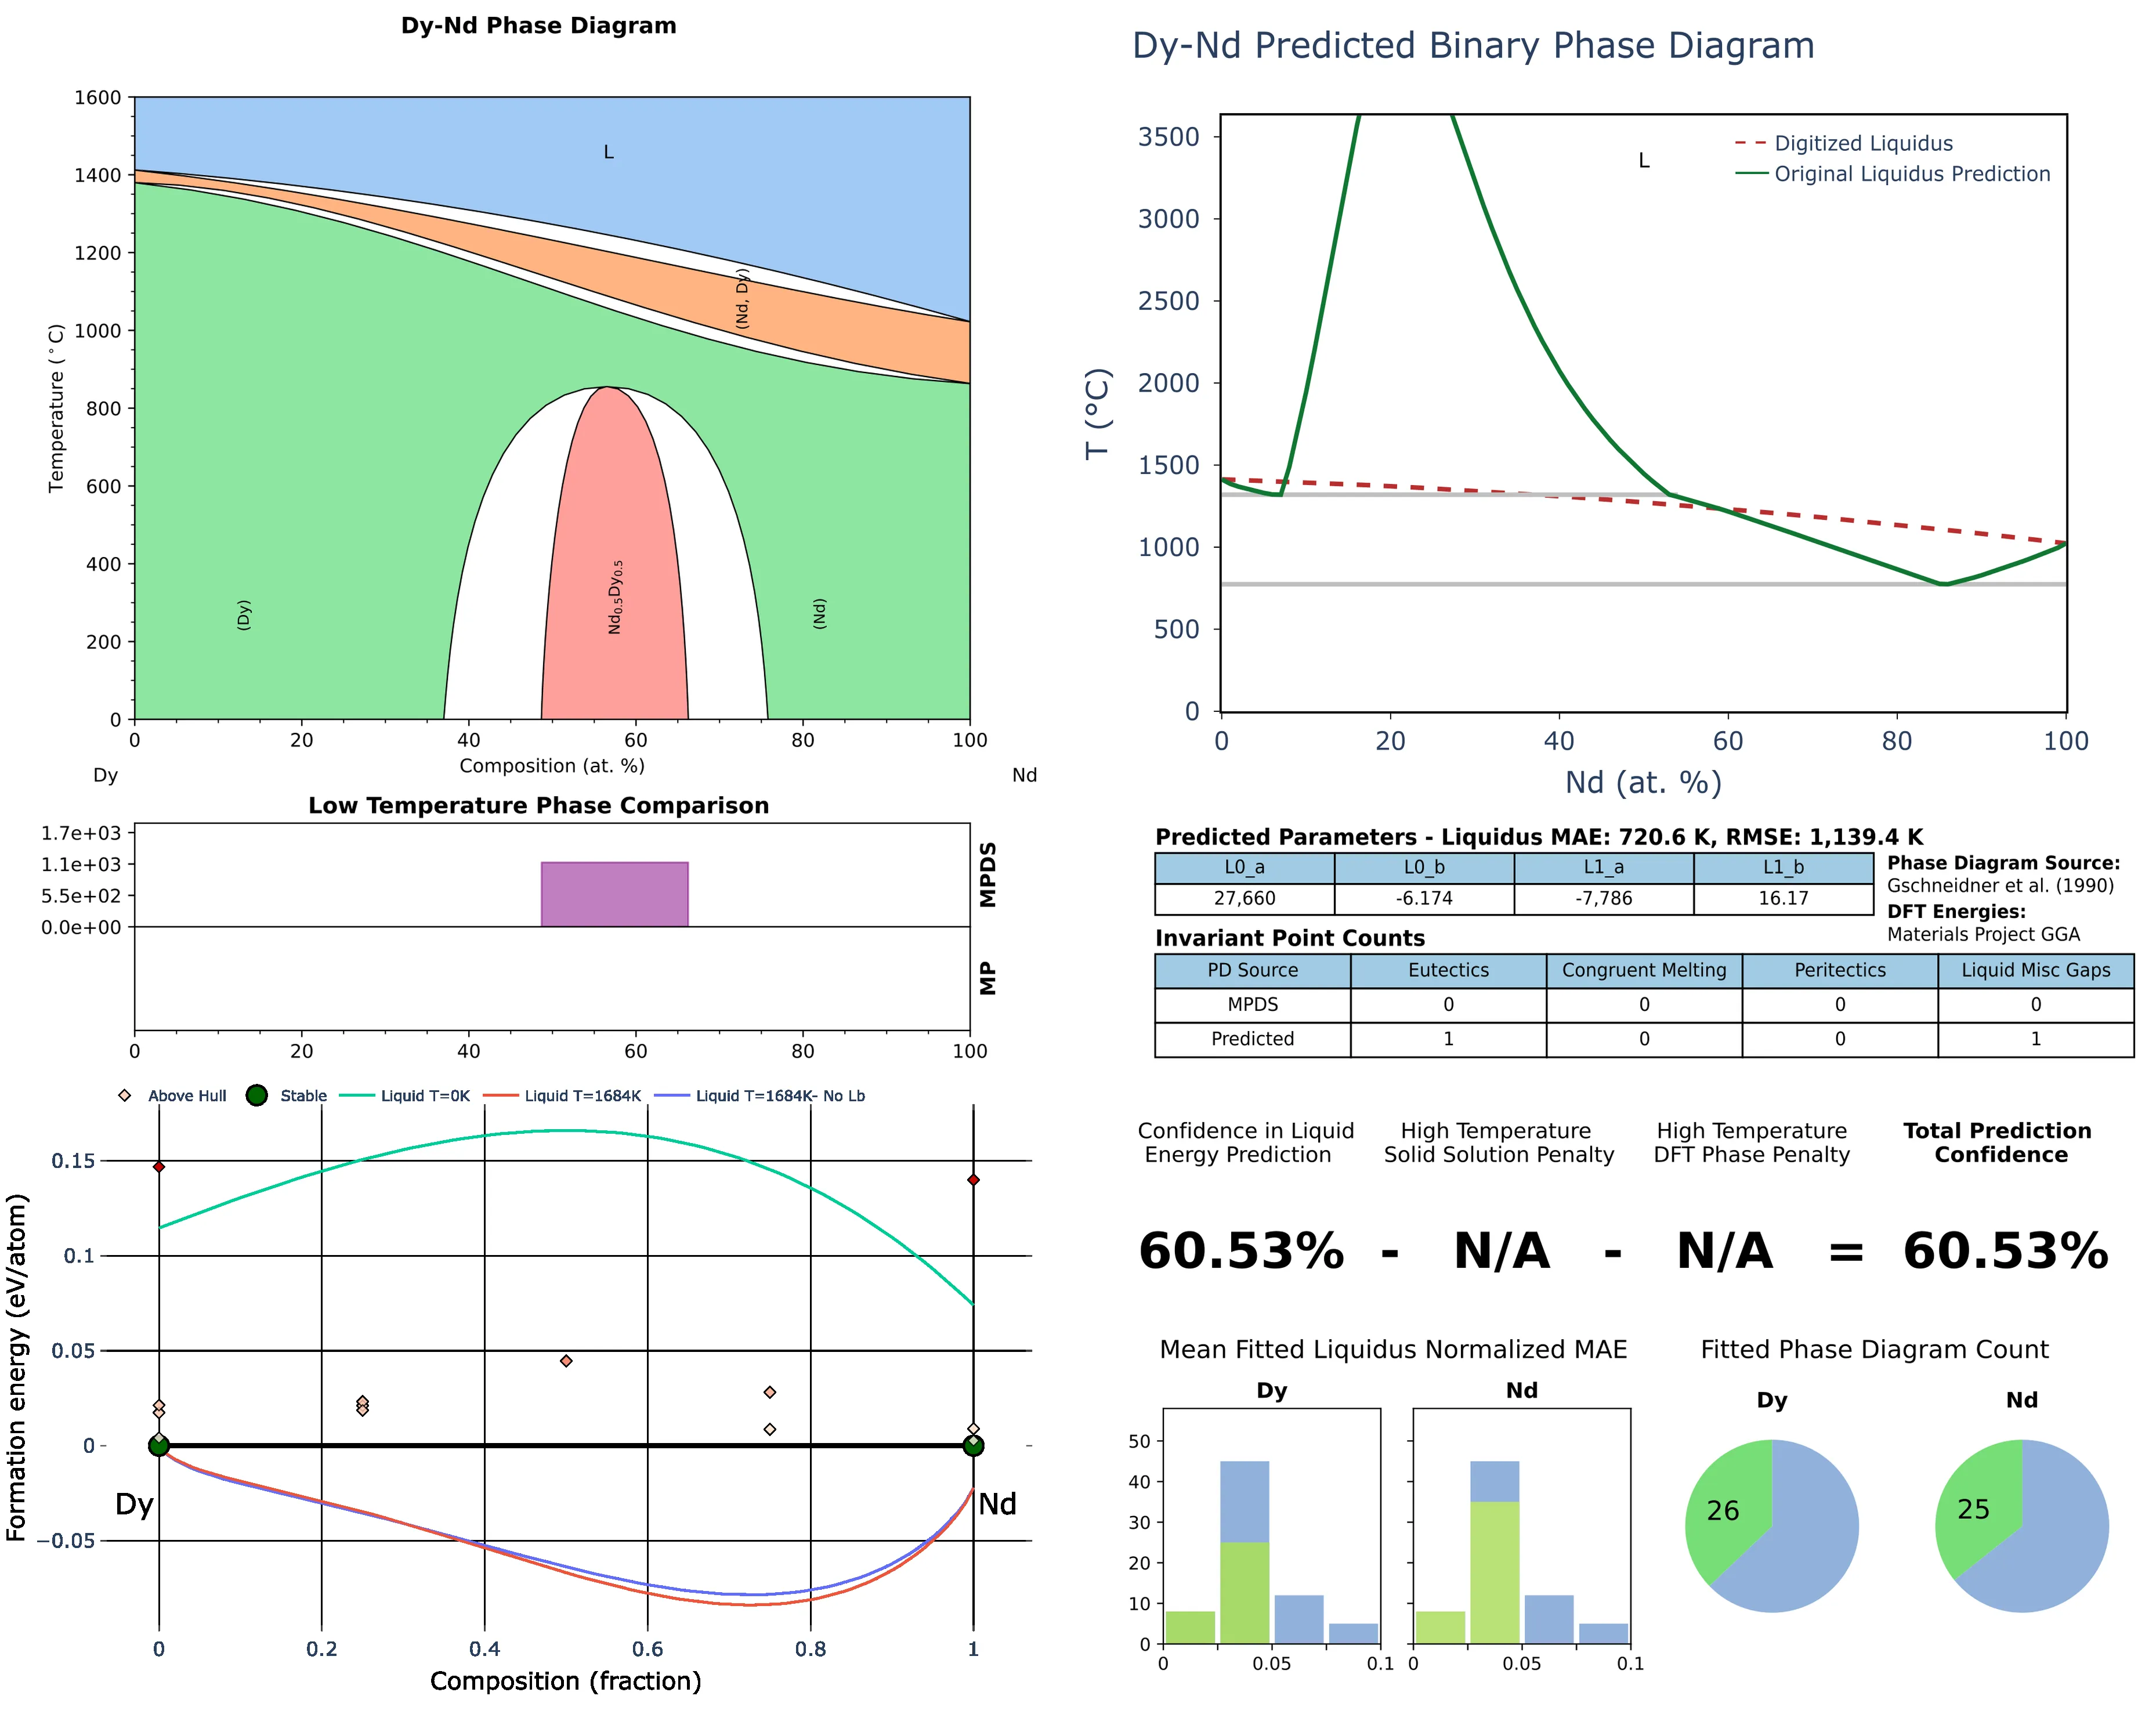 Dy-Nd Phase Diagram
1600
1400
1200
1000
800
600
400
200
0
Temperature (°C)
L
(Nd, Dy)
(Dy)
Nd0.5Dy0.5
(Nd)
0 20 40 60 80 100
Composition (at. %)
Dy Nd
Dy-Nd Predicted Binary Phase Diagram
3500
3000
2500
2000
1500
1000
500
0
T (°C)
L
Digitized Liquidus
Original Liquidus Prediction
0 20 40 60 80 100
Nd (at. %)
Low Temperature Phase Comparison
1.7e+03
1.1e+03
5.5e+02
0.0e+00
MPDS
MP
0 20 40 60 80 100
Predicted Parameters - Liquidus MAE: 720.6 K, RMSE: 1,139.4 K
L0_a L0_b L1_a L1_b
27,660 -6.174 -7,786 16.17
Phase Diagram Source:
Gschneidner et al. (1990)
DFT Energies:
Materials Project GGA
Invariant Point Counts
PD Source Eutectics Congruent Melting Peritectics Liquid Misc Gaps
MPDS 0 0 0 0
Predicted 1 0 0 1
Above Hull Stable Liquid T=0K Liquid T=1684K Liquid T=1684K- No Lb
0.15
0.1
0.05
0
−0.05
Formation energy (eV/atom)
Dy Nd
0 0.2 0.4 0.6 0.8 1
Composition (fraction)
Confidence in Liquid
Energy Prediction
High Temperature
Solid Solution Penalty
High Temperature
DFT Phase Penalty
Total Prediction
Confidence
60.53% - N/A - N/A = 60.53%
Mean Fitted Liquidus Normalized MAE
Dy Nd
50
40
30
20
10
0
0 0.05 0.1 0 0.05 0.1
Fitted Phase Diagram Count
Dy Nd
26 25